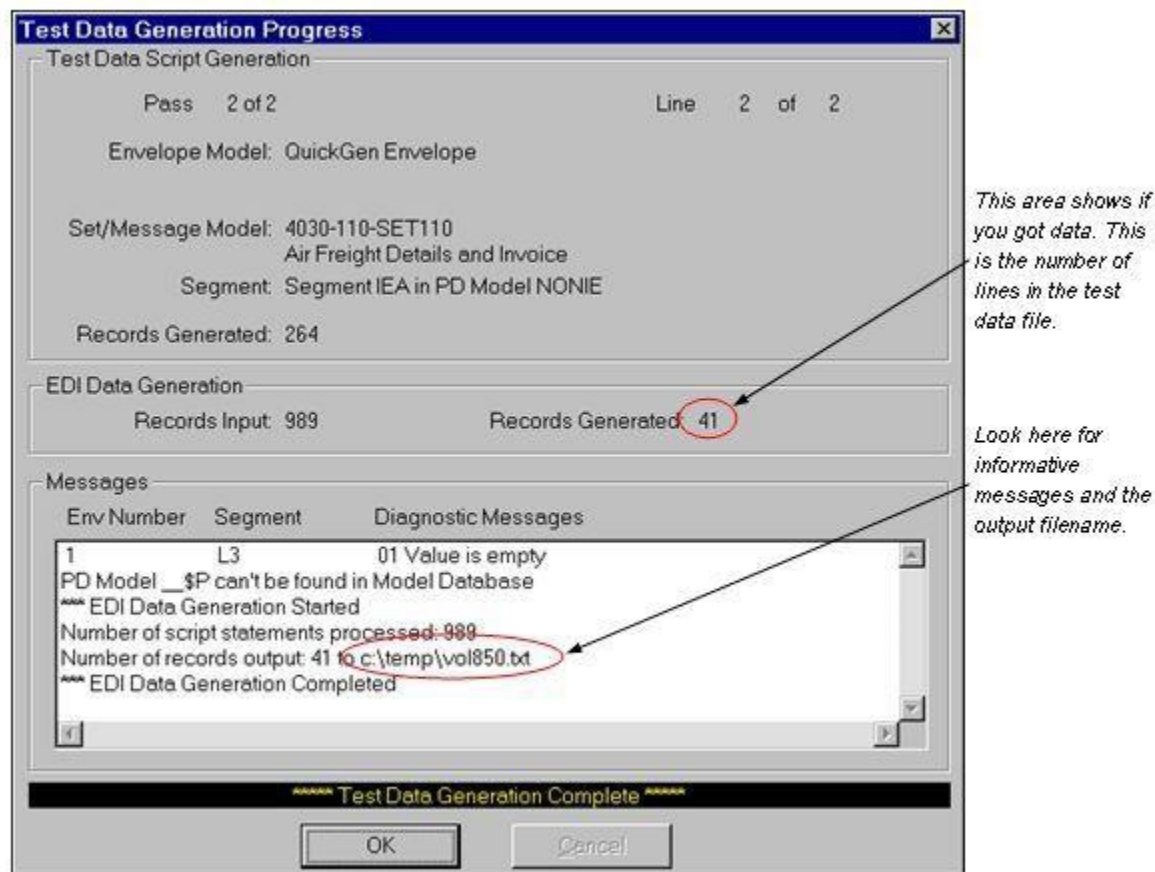 Test Data Generation Progress
Test Data Script Generation
Pass 2 of 2 Line 2 of 2
Envelope Model: QuickGen Envelope
Set/Message Model: 4030-110-SET110
Air Freight Details and Invoice
Segment: Segment IEA in PD Model NONIE
Records Generated: 264
EDI Data Generation
Records Input: 989 Records Generated: 41
Messages
Env Number Segment Diagnostic Messages
1 L3 01 Value is empty
PD Model __$P can't be found in Model Database
*** EDI Data Generation Started
Number of script statements processed: 989
Number of records output: 41 to c:\temp\vol850.txt
*** EDI Data Generation Completed
***** Test Data Generation Complete *****
OK Cancel
This area shows if
you got data. This
is the number of
lines in the test
data file.
Look here for
informative
messages and the
output filename.